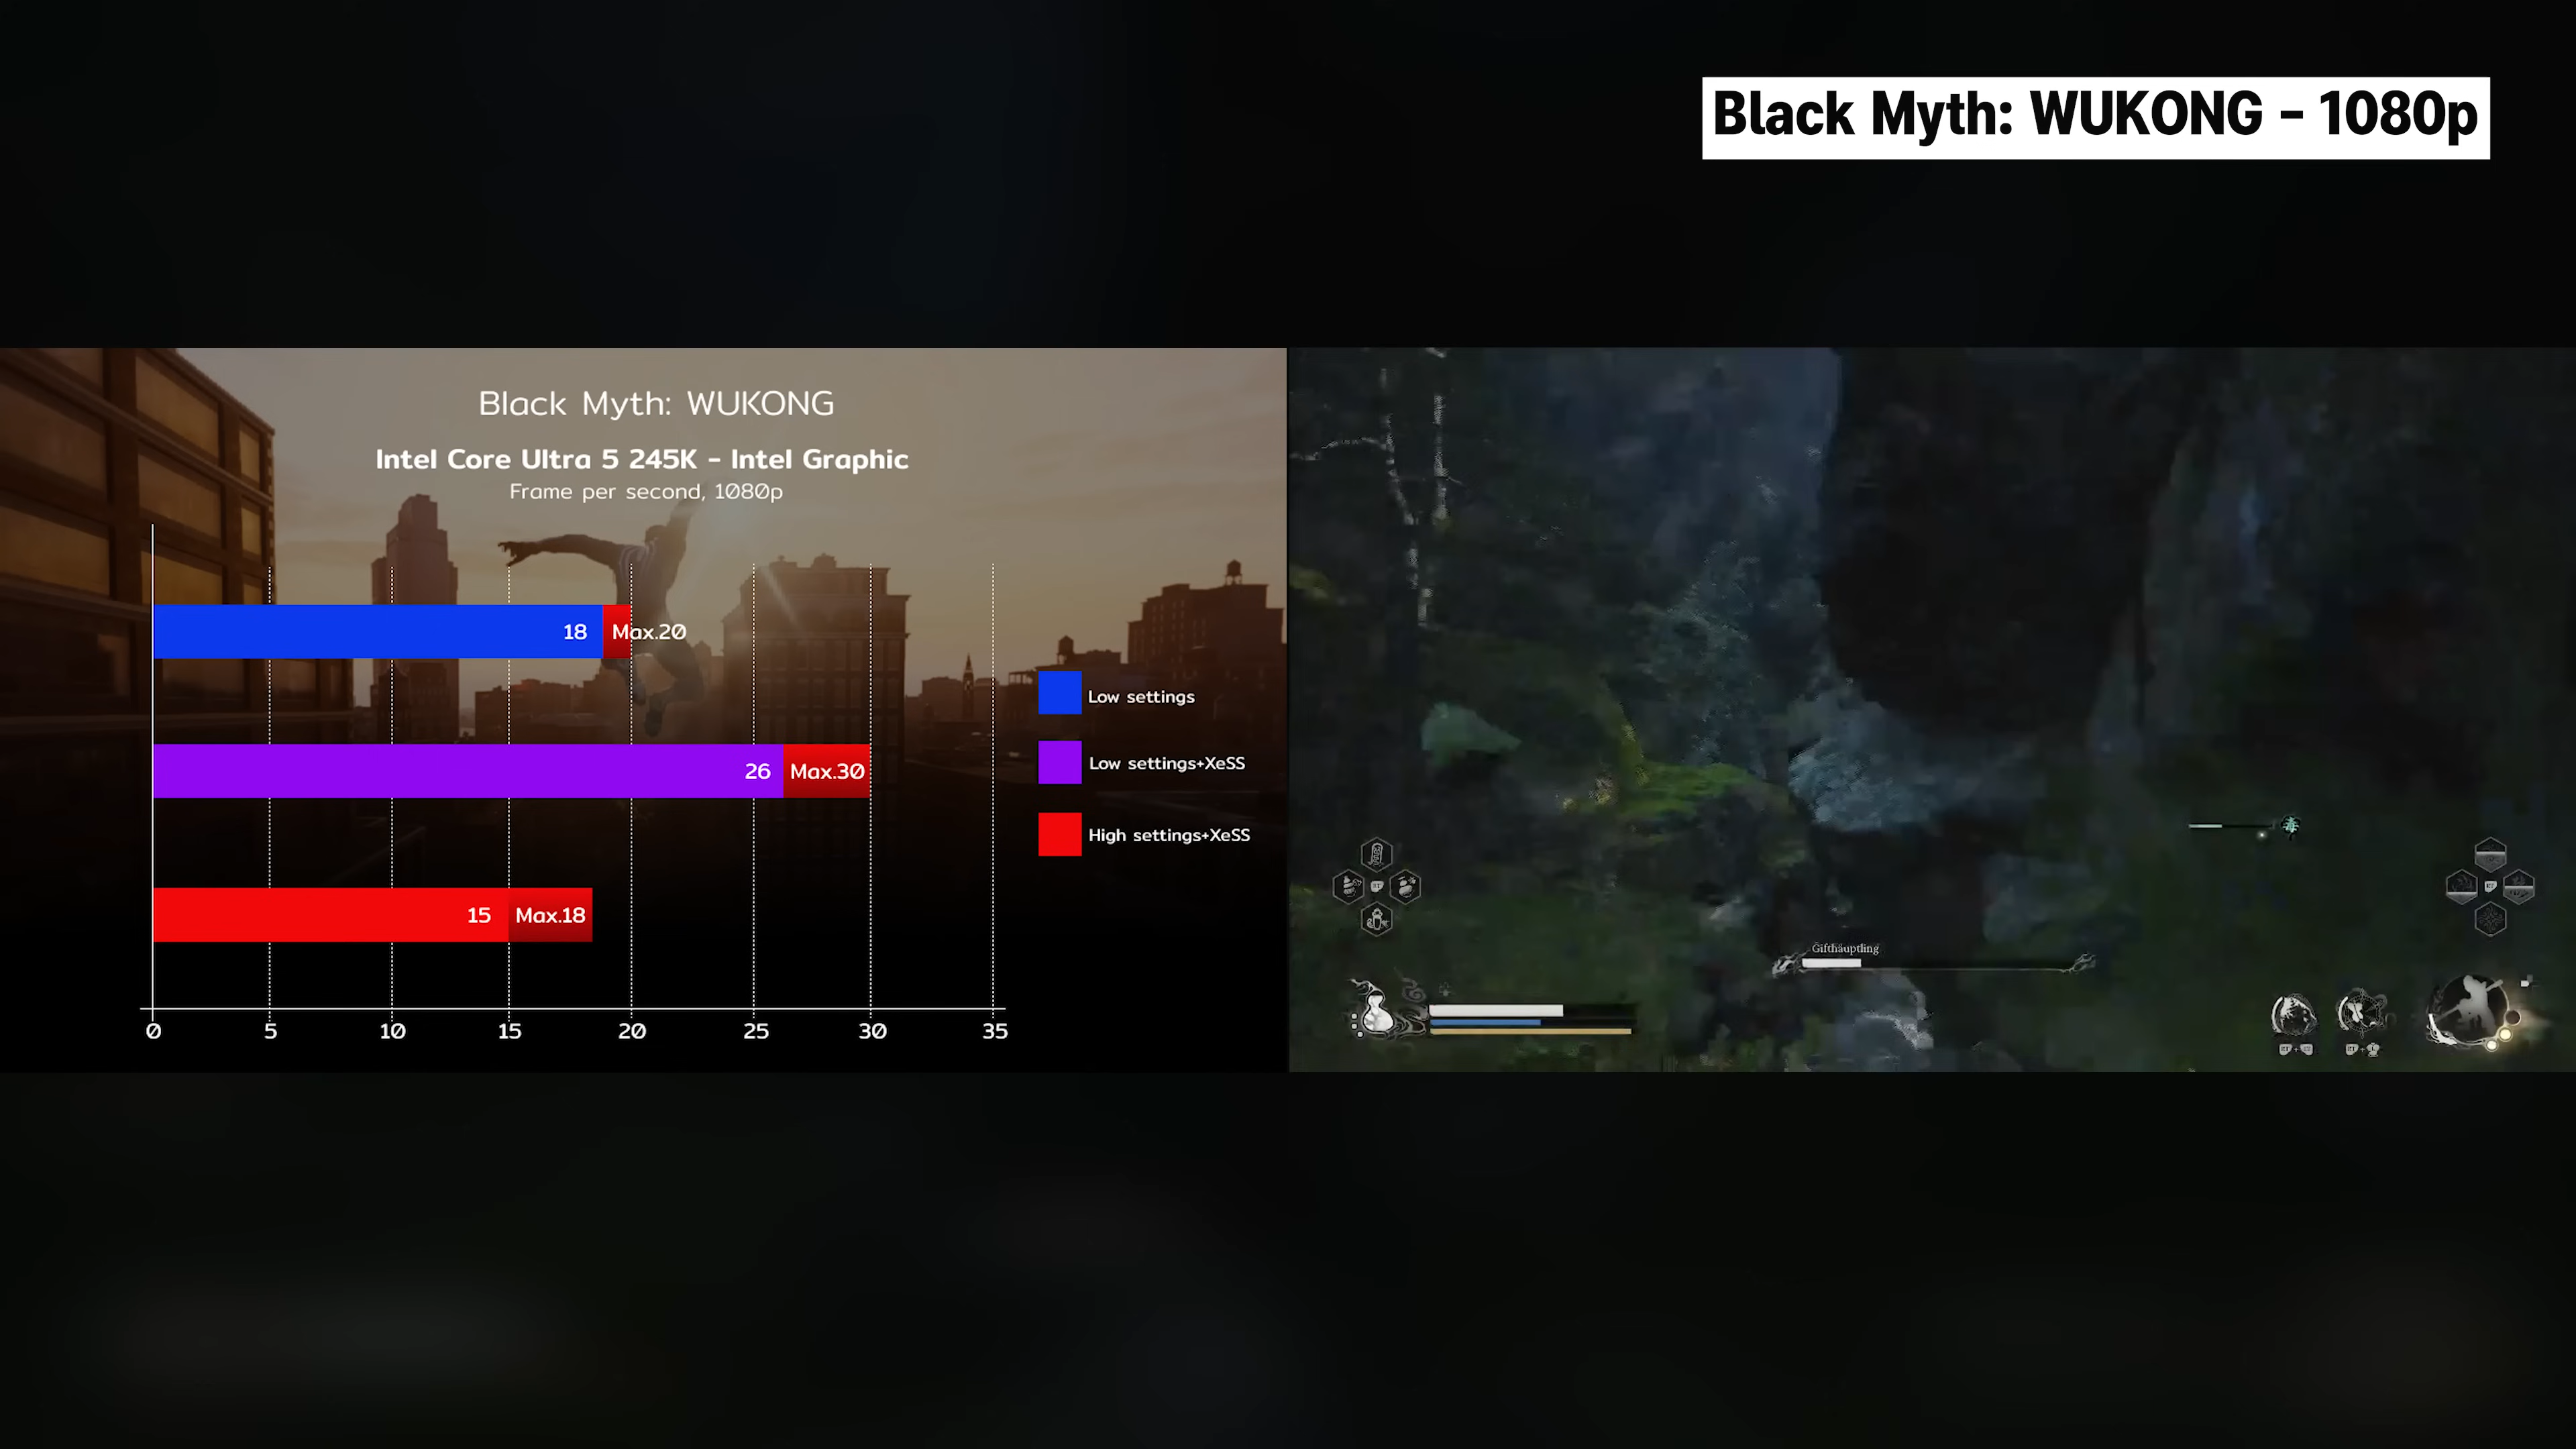 Black Myth: WUKONG - 1080p
Black Myth: WUKONG
Intel Core Ultra 5 245K - Intel Graphic
Frame per second, 1080p
18 Max.20
26 Max.30
15 Max.18
Low settings
Low settings+XeSS
High settings+XeSS
0 5 10 15 20 25 30 35
毒
Gifthäuptling